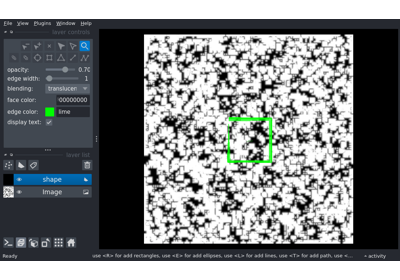 File View Plugins Window Help
layer controls
opacity: 0.70
edge width: 1
blending: translucen
face color: 00000000
edge color: lime
display text:
layer list
shape
Image
Ready
use <R> for add rectangles, use <E> for add ellipses, use <L> for add lines, use <T> for add path, use <...
activity